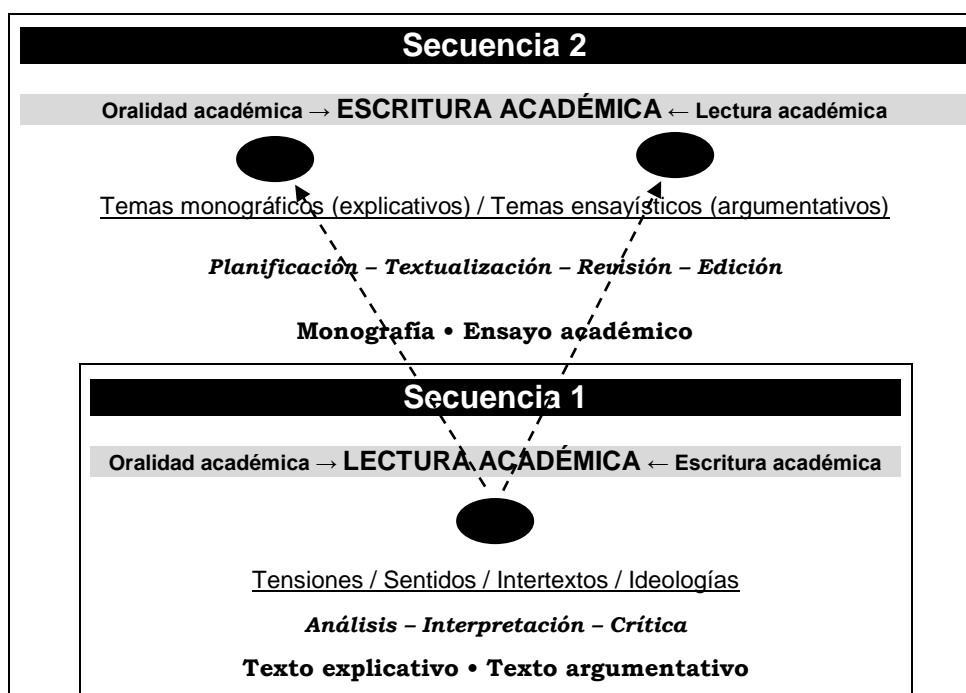 Secuencia 2
Oralidad académica → ESCRITURA ACADÉMICA ← Lectura académica
Temas monográficos (explicativos) / Temas ensayísticos (argumentativos)
Planificación – Textualización – Revisión – Edición
Monografía • Ensayo académico
Secuencia 1
Oralidad académica → LECTURA ACADÉMICA ← Escritura académica
Tensiones / Sentidos / Intertextos / Ideologías
Análisis – Interpretación – Crítica
Texto explicativo • Texto argumentativo